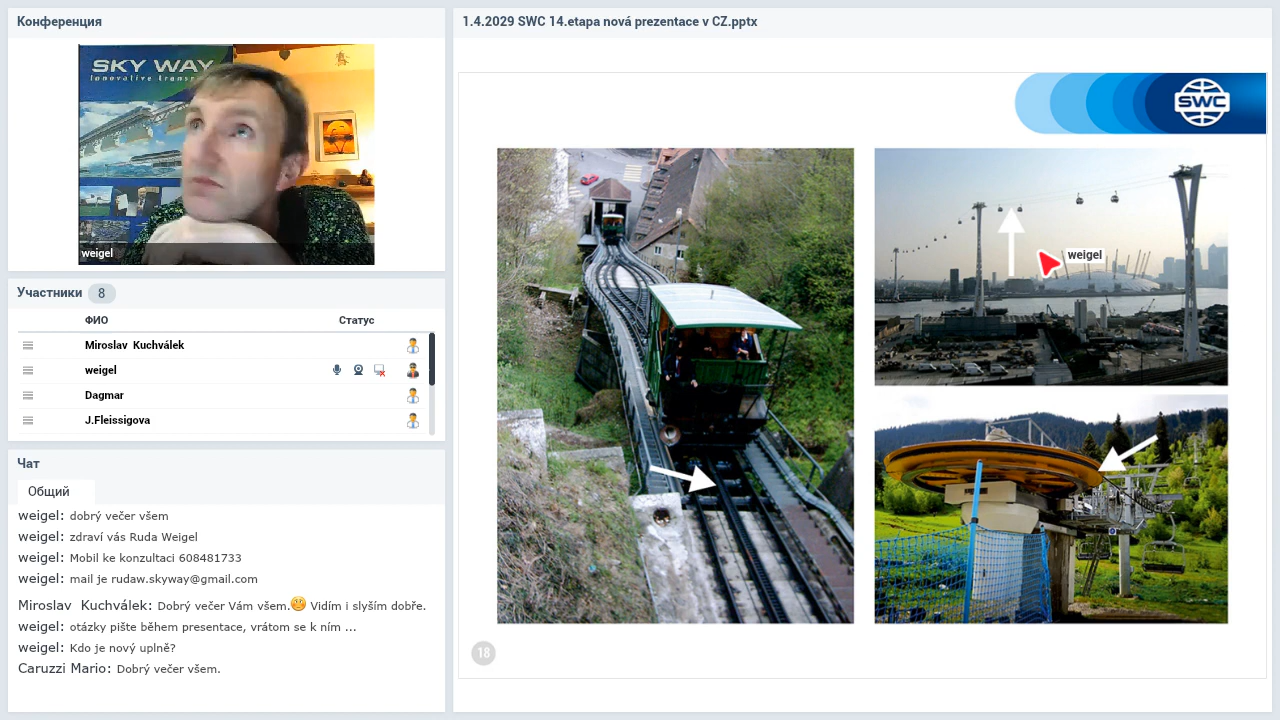 Конференция
SKY WAY
Innovative transp
weigel
Участники 8
ФИО Статус
Miroslav Kuchválek
weigel
Dagmar
J.Fleissigova
Чат
Общий
weigel: dobrý večer všem
weigel: zdraví vás Ruda Weigel
weigel: Mobil ke konzultaci 608481733
weigel: mail je rudaw.skyway@gmail.com
Miroslav Kuchválek: Dobrý večer Vám všem. Vidím i slyším dobře.
weigel: otázky pište během presentace, vrátom se k ním ...
weigel: Kdo je nový uplně?
Caruzzi Mario: Dobrý večer všem.
1.4.2029 SWC 14.etapa nová prezentace v CZ.pptx
SWC
weigel
18